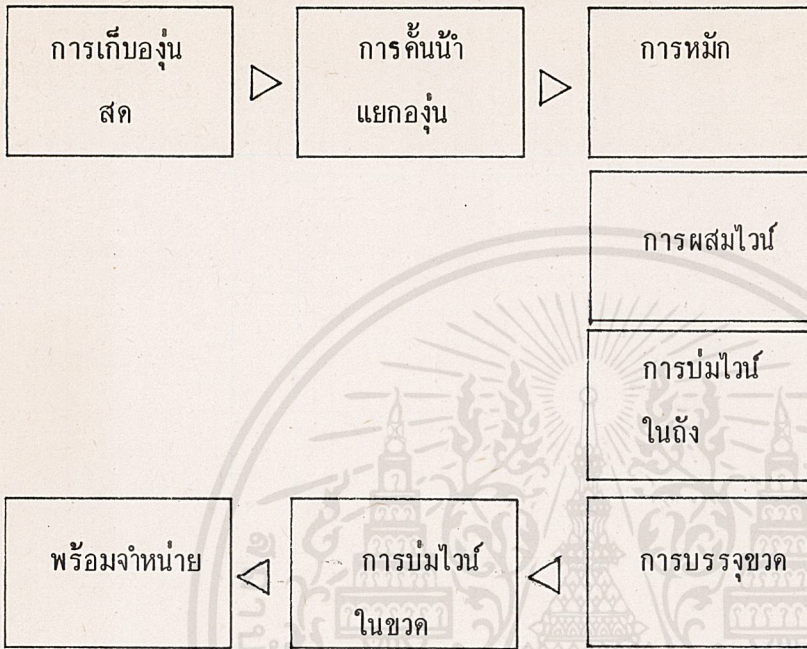 การเก็บองุ่น
สด
การคั้นน้ำ
แยกองุ่น
การหมัก
การผสมไวน์
การบ่มไวน์
ในถัง
การบรรจุขวด
การบ่มไวน์
ในขวด
พร้อมจำหน่าย